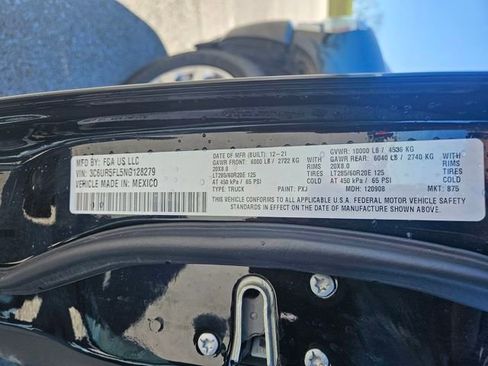 MFD BY: FCA US LLC
VIN: 3C6UR5FL5NG128279
VEHICLE MADE IN: MEXICO
DATE OF MFR (BUILT): 12-21 GVWR: 10000 LB / 4536 KG
GAWR FRONT: 6000 LB / 2722 KG WITH GAWR REAR: 6040 LB / 2740 KG WITH
20X8.0 RIMS 20X8.0 RIMS
LT285/60R20E 125 TIRES LT285/60R20E 125 TIRES
AT 450 kPa / 65 PSI COLD AT 450 kPa / 65 PSI COLD
TYPE: TRUCK PAINT: PXJ MDH: 120908 MKT: B75
THIS VEHICLE CONFORMS TO ALL APPLICABLE U.S.A. FEDERAL MOTOR VEHICLE SAFETY
STANDARDS IN EFFECT ON THE DATE OF MANUFACTURE SHOWN ABOVE.